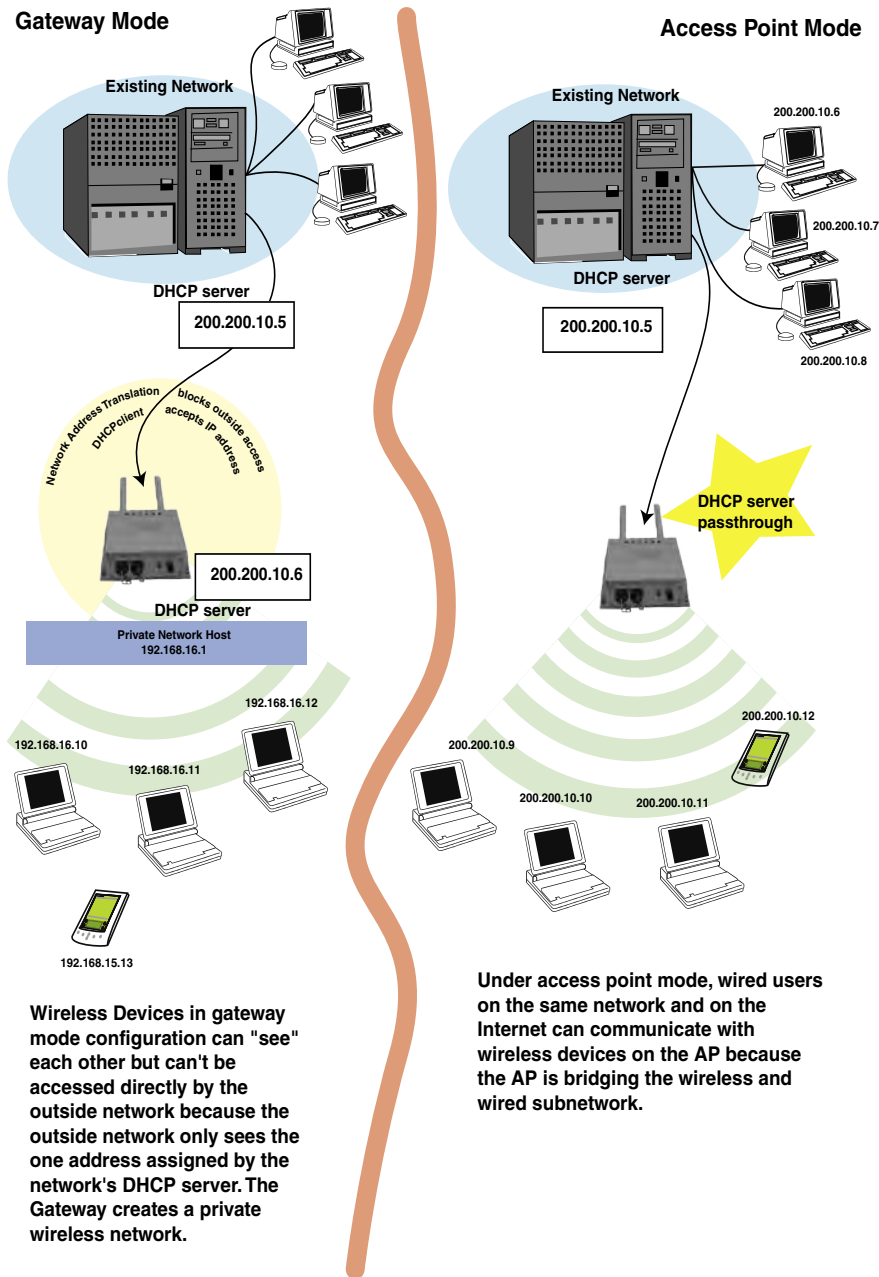 Gateway Mode
Existing Network
DHCP server
200.200.10.5
Network Address Translation
DHCPclient
blocks outside access
accepts IP address
200.200.10.6
DHCP server
Private Network Host
192.168.16.1
192.168.16.10
192.168.16.11
192.168.16.12
192.168.15.13
Wireless Devices in gateway
mode configuration can "see"
each other but can't be
accessed directly by the
outside network because the
outside network only sees the
one address assigned by the
network's DHCP server. The
Gateway creates a private
wireless network.
Access Point Mode
Existing Network
200.200.10.6
200.200.10.7
200.200.10.8
DHCP server
200.200.10.5
DHCP server
passthrough
200.200.10.9
200.200.10.10
200.200.10.11
200.200.10.12
Under access point mode, wired users
on the same network and on the
Internet can communicate with
wireless devices on the AP because
the AP is bridging the wireless and
wired subnetwork.